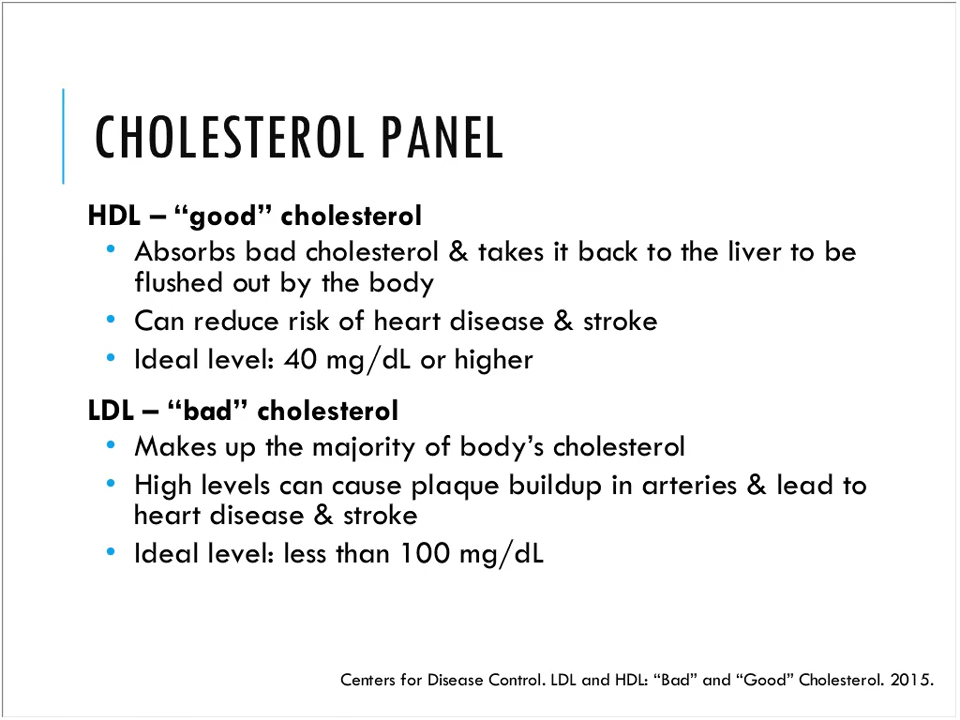 CHOLESTEROL PANEL
HDL – “good” cholesterol
• Absorbs bad cholesterol & takes it back to the liver to be
flushed out by the body
• Can reduce risk of heart disease & stroke
• Ideal level: 40 mg/dL or higher
LDL – “bad” cholesterol
• Makes up the majority of body’s cholesterol
• High levels can cause plaque buildup in arteries & lead to
heart disease & stroke
• Ideal level: less than 100 mg/dL
Centers for Disease Control. LDL and HDL: “Bad” and “Good” Cholesterol. 2015.